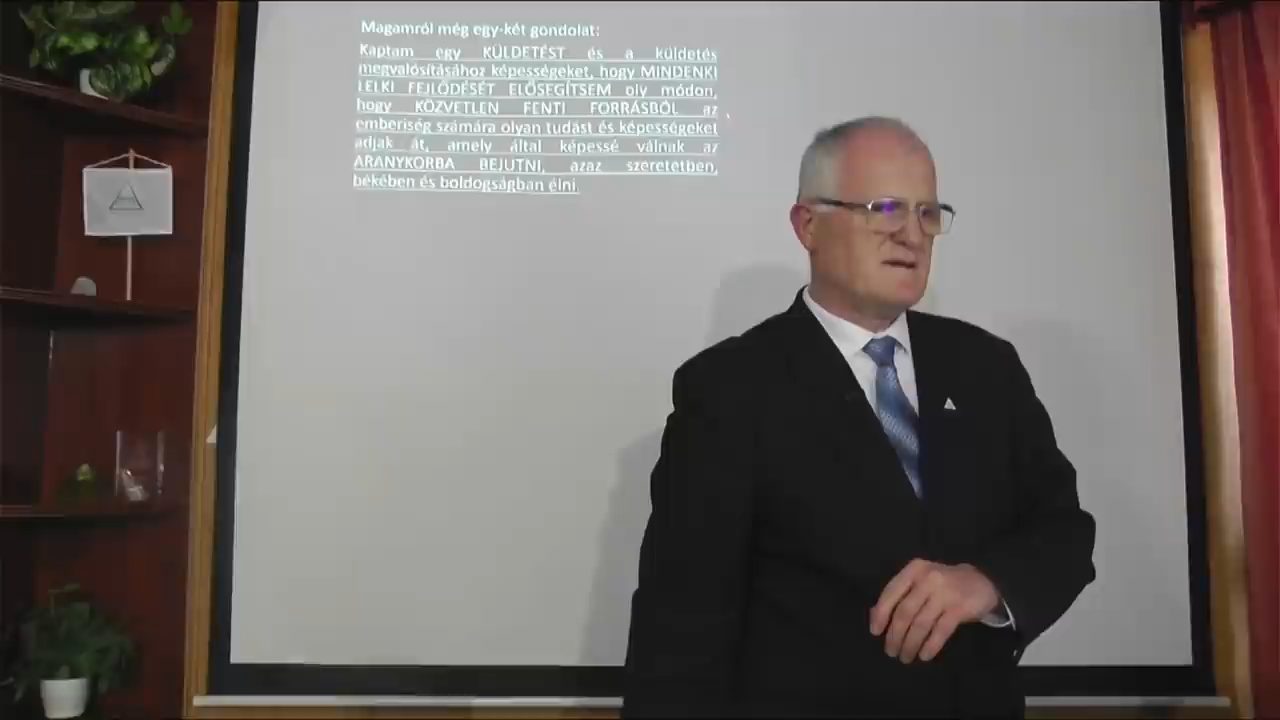 Magamról még egy-két gondolat:
Kaptam egy KÜLDETÉST és a küldetés
megvalósításához képességeket, hogy MINDENKI
LELKI FEJLŐDÉSÉT ELŐSEGÍTSEM oly módon,
hogy KÖZVETLEN FENTI FORRÁSBÓL az
emberiség számára olyan tudást és képességeket
adjak át, amely által képessé válnak az
ARANYKORBA BEJUTNI, azaz szeretetben,
békében és boldogságban élni.